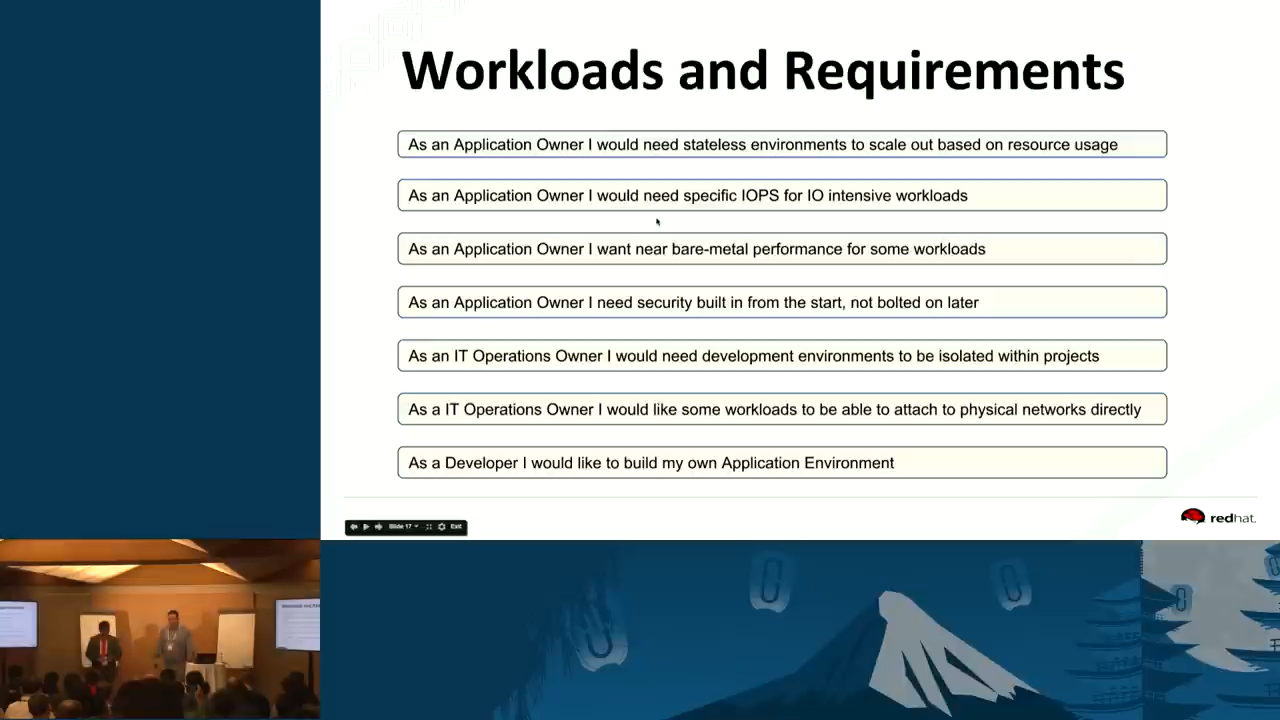 Workloads and Requirements
As an Application Owner I would need stateless environments to scale out based on resource usage
As an Application Owner I would need specific IOPS for IO intensive workloads
As an Application Owner I want near bare-metal performance for some workloads
As an Application Owner I need security built in from the start, not bolted on later
As an IT Operations Owner I would need development environments to be isolated within projects
As a IT Operations Owner I would like some workloads to be able to attach to physical networks directly
As a Developer I would like to build my own Application Environment
Slide 17
Exit
redhat.